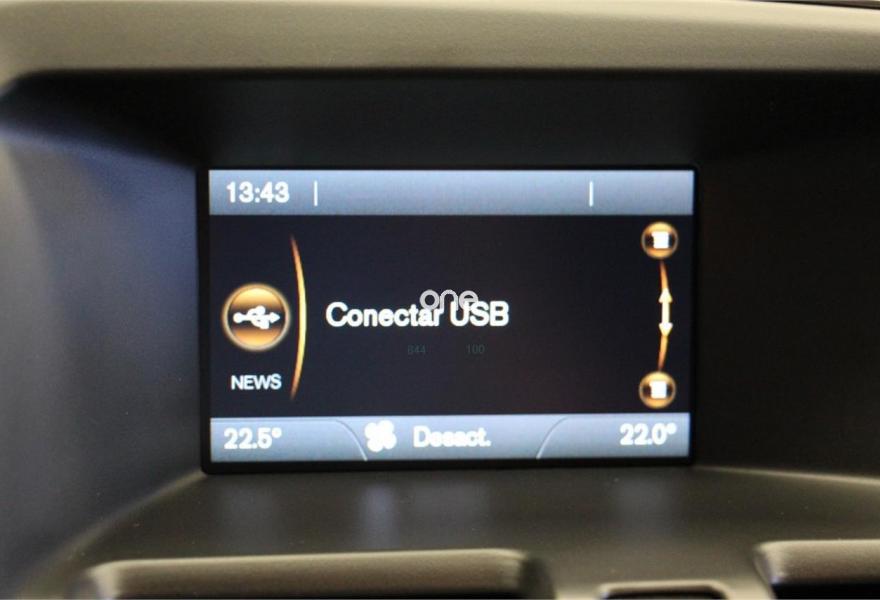 13:43
one
Conectar USB
844 100
NEWS
22.5° Desact. 22.0°